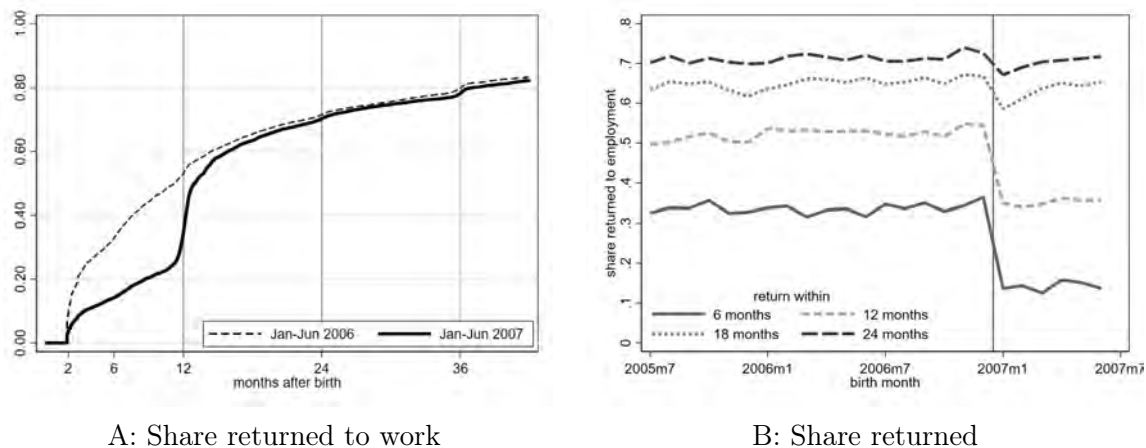 1.00
0.80
0.60
0.40
0.20
0.00
Jan-Jun 2006 Jan-Jun 2007
2 6 12 24 36
months after birth
A: Share returned to work
share returned to employment
.8
.7
.6
.5
.4
.3
.2
.1
0
return within
6 months 12 months
18 months 24 months
2005m7 2006m1 2006m7 2007m1 2007m7
birth month
B: Share returned